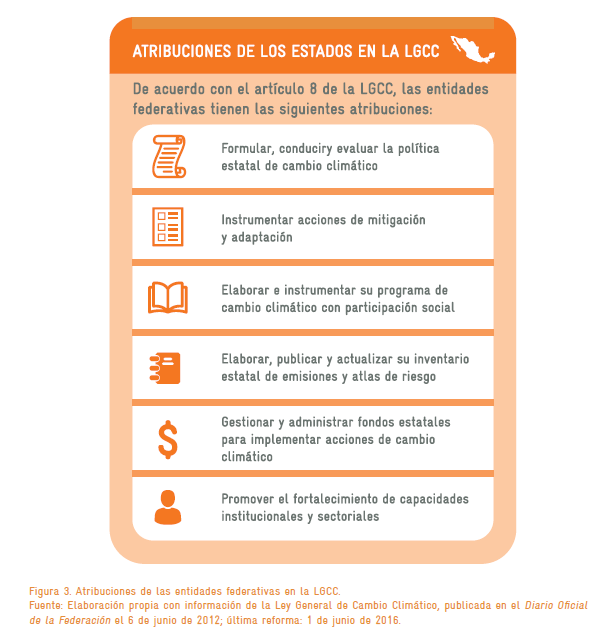 ATRIBUCIONES DE LOS ESTADOS EN LA LGCC
De acuerdo con el artículo 8 de la LGCC, las entidades
federativas tienen las siguientes atribuciones:
Formular, conduciry evaluar la política
estatal de cambio climático
Instrumentar acciones de mitigación
y adaptación
Elaborar e instrumentar su programa de
cambio climático con participación social
Elaborar, publicar y actualizar su inventario
estatal de emisiones y atlas de riesgo
$
Gestionar y administrar fondos estatales
para implementar acciones de cambio
climático
Promover el fortalecimiento de capacidades
institucionales y sectoriales
Figura 3. Atribuciones de las entidades federativas en la LGCC.
Fuente: Elaboración propia con información de la Ley General de Cambio Climático, publicada en el Diario Oficial
de la Federación el 6 de junio de 2012; última reforma: 1 de junio de 2016.